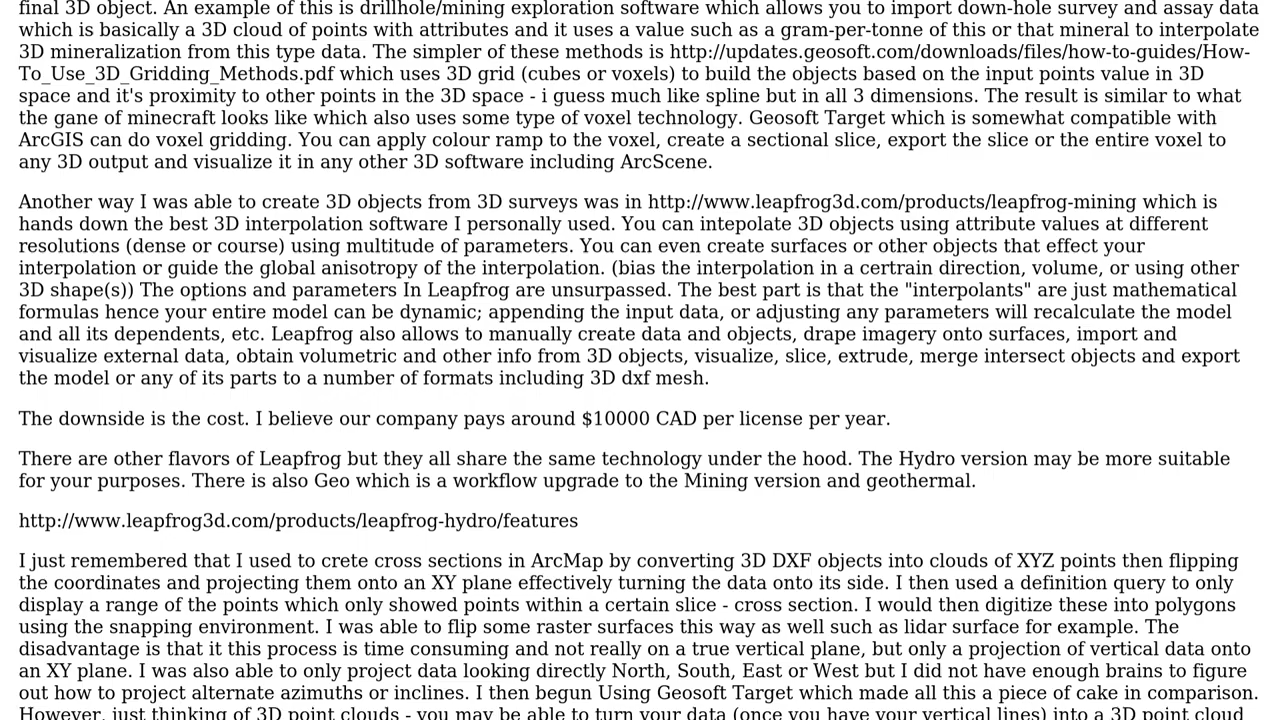 final 3D object. An example of this is drillhole/mining exploration software which allows you to import down-hole survey and assay data
which is basically a 3D cloud of points with attributes and it uses a value such as a gram-per-tonne of this or that mineral to interpolate
3D mineralization from this type data. The simpler of these methods is http://updates.geosoft.com/downloads/files/how-to-guides/How-
To_Use_3D_Gridding_Methods.pdf which uses 3D grid (cubes or voxels) to build the objects based on the input points value in 3D
space and it's proximity to other points in the 3D space - i guess much like spline but in all 3 dimensions. The result is similar to what
the gane of minecraft looks like which also uses some type of voxel technology. Geosoft Target which is somewhat compatible with
ArcGIS can do voxel gridding. You can apply colour ramp to the voxel, create a sectional slice, export the slice or the entire voxel to
any 3D output and visualize it in any other 3D software including ArcScene.
Another way I was able to create 3D objects from 3D surveys was in http://www.leapfrog3d.com/products/leapfrog-mining which is
hands down the best 3D interpolation software I personally used. You can intepolate 3D objects using attribute values at different
resolutions (dense or course) using multitude of parameters. You can even create surfaces or other objects that effect your
interpolation or guide the global anisotropy of the interpolation. (bias the interpolation in a certrain direction, volume, or using other
3D shape(s)) The options and parameters In Leapfrog are unsurpassed. The best part is that the "interpolants" are just mathematical
formulas hence your entire model can be dynamic; appending the input data, or adjusting any parameters will recalculate the model
and all its dependents, etc. Leapfrog also allows to manually create data and objects, drape imagery onto surfaces, import and
visualize external data, obtain volumetric and other info from 3D objects, visualize, slice, extrude, merge intersect objects and export
the model or any of its parts to a number of formats including 3D dxf mesh.
The downside is the cost. I believe our company pays around $10000 CAD per license per year.
There are other flavors of Leapfrog but they all share the same technology under the hood. The Hydro version may be more suitable
for your purposes. There is also Geo which is a workflow upgrade to the Mining version and geothermal.
http://www.leapfrog3d.com/products/leapfrog-hydro/features
I just remembered that I used to crete cross sections in ArcMap by converting 3D DXF objects into clouds of XYZ points then flipping
the coordinates and projecting them onto an XY plane effectively turning the data onto its side. I then used a definition query to only
display a range of the points which only showed points within a certain slice - cross section. I would then digitize these into polygons
using the snapping environment. I was able to flip some raster surfaces this way as well such as lidar surface for example. The
disadvantage is that it this process is time consuming and not really on a true vertical plane, but only a projection of vertical data onto
an XY plane. I was also able to only project data looking directly North, South, East or West but I did not have enough brains to figure
out how to project alternate azimuths or inclines. I then begun Using Geosoft Target which made all this a piece of cake in comparison.
However, just thinking of 3D point clouds - you may be able to turn your data (once you have your vertical lines) into a 3D point cloud